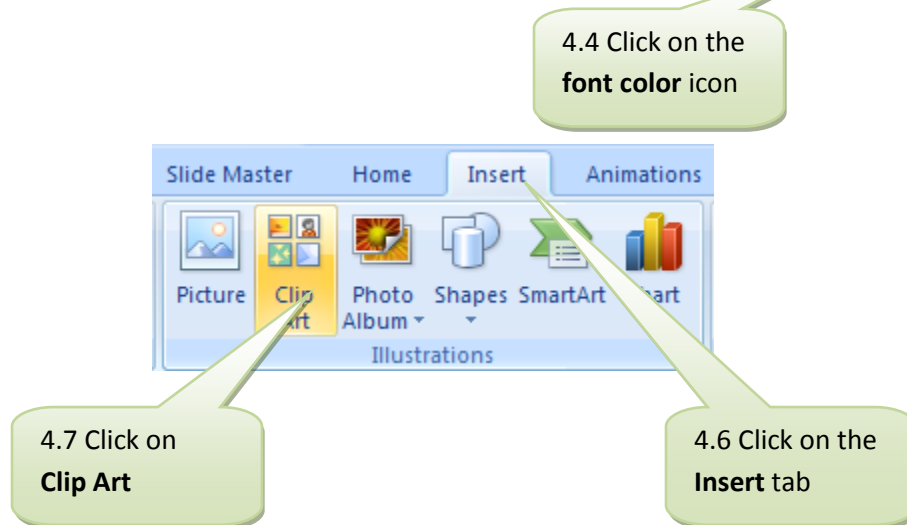 4.4 Click on the
font color icon
Slide Master Home Insert Animations
Picture Clip Art Photo Album Shapes SmartArt Chart
Illustrations
4.7 Click on
Clip Art
4.6 Click on the
Insert tab